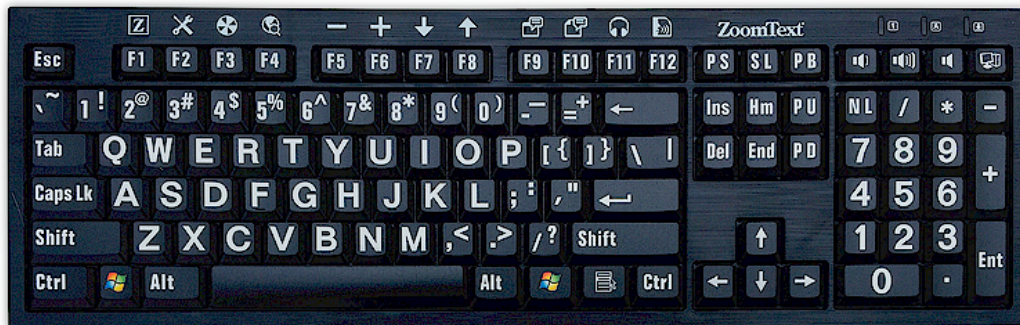 Z ZoomText 1 A
Esc F1 F2 F3 F4 F5 F6 F7 F8 F9 F10 F11 F12 PS SL PB
`~ 1! 2@ 3# 4$ 5% 6^ 7& 8* 9( 0) -_ =+ ← Ins Hm PU NL / * -
Tab Q W E R T Y U I O P [{ ]} \ | Del End PD 7 8 9 +
Caps Lk A S D F G H J K L ;: '" 4 5 6
Shift Z X C V B N M ,< .> /? Shift ↑ 1 2 3 Ent
Ctrl Alt Alt Ctrl ← ↓ → 0 .